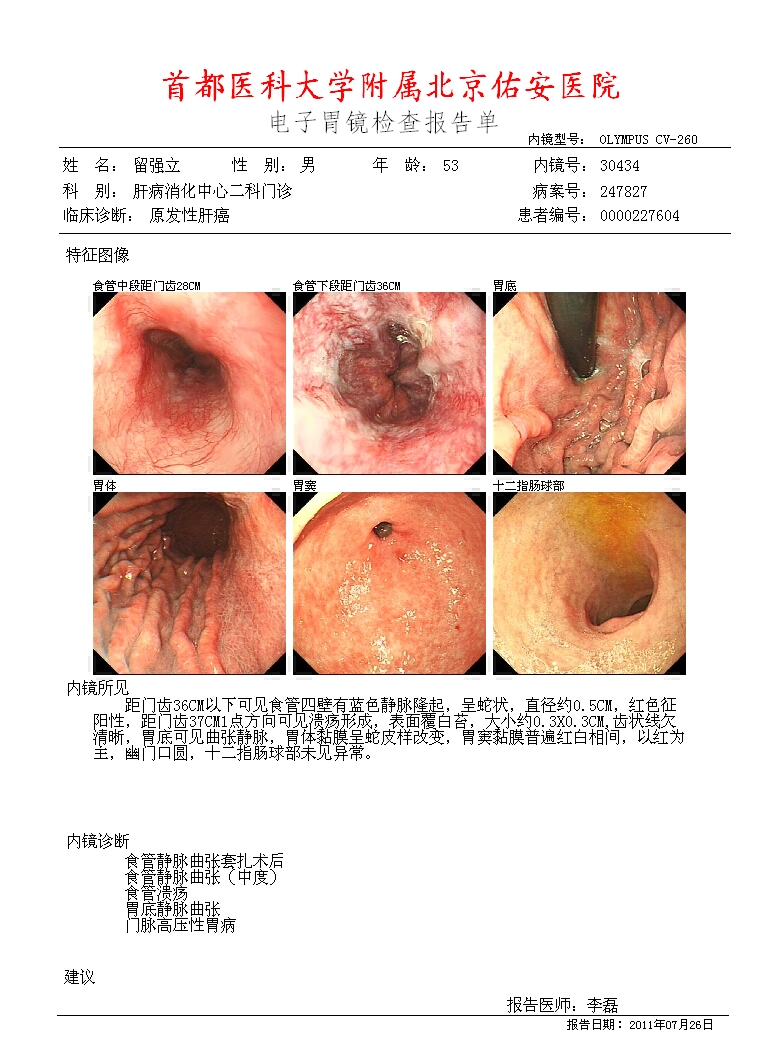 首都医科大学附属北京佑安医院
电子胃镜检查报告单
内镜型号： OLYMPUS CV-260
姓 名： 留强立 性 别：男 年 龄： 53 内镜号：30434
科 别： 肝病消化中心二科门诊 病案号：247827
临床诊断： 原发性肝癌 患者编号：0000227604
特征图像
食管中段距门齿28CM 食管下段距门齿36CM 胃底
胃体 胃窦 十二指肠球部
内镜所见
距门齿36CM以下可见食管四壁有蓝色静脉隆起，呈蛇状，直径约0.5CM，红色征
阳性，距门齿37CM1点方向可见溃疡形成，表面覆白苔，大小约0.3X0.3CM,齿状线欠
清晰，胃底可见曲张静脉，胃体黏膜呈蛇皮样改变，胃窦黏膜普遍红白相间，以红为
主，幽门口圆，十二指肠球部未见异常。
内镜诊断
食管静脉曲张套扎术后
食管静脉曲张（中度）
食管溃疡
胃底静脉曲张
门脉高压性胃病
建议
报告医师：李磊
报告日期：2011年07月26日